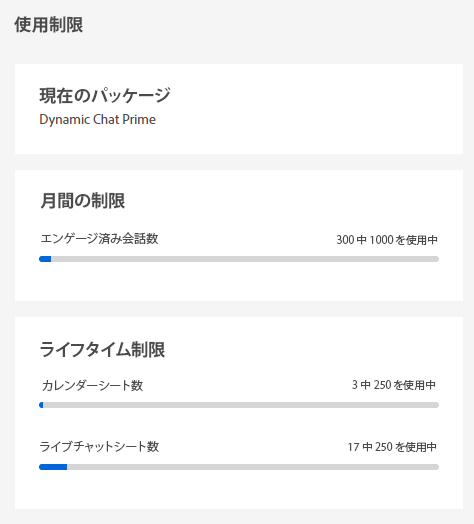 使用制限
現在のパッケージ
Dynamic Chat Prime
月間の制限
エンゲージ済み会話数
300 中 1000 を使用中
ライフタイム制限
カレンダーシート数
3 中 250 を使用中
ライブチャットシート数
17 中 250 を使用中